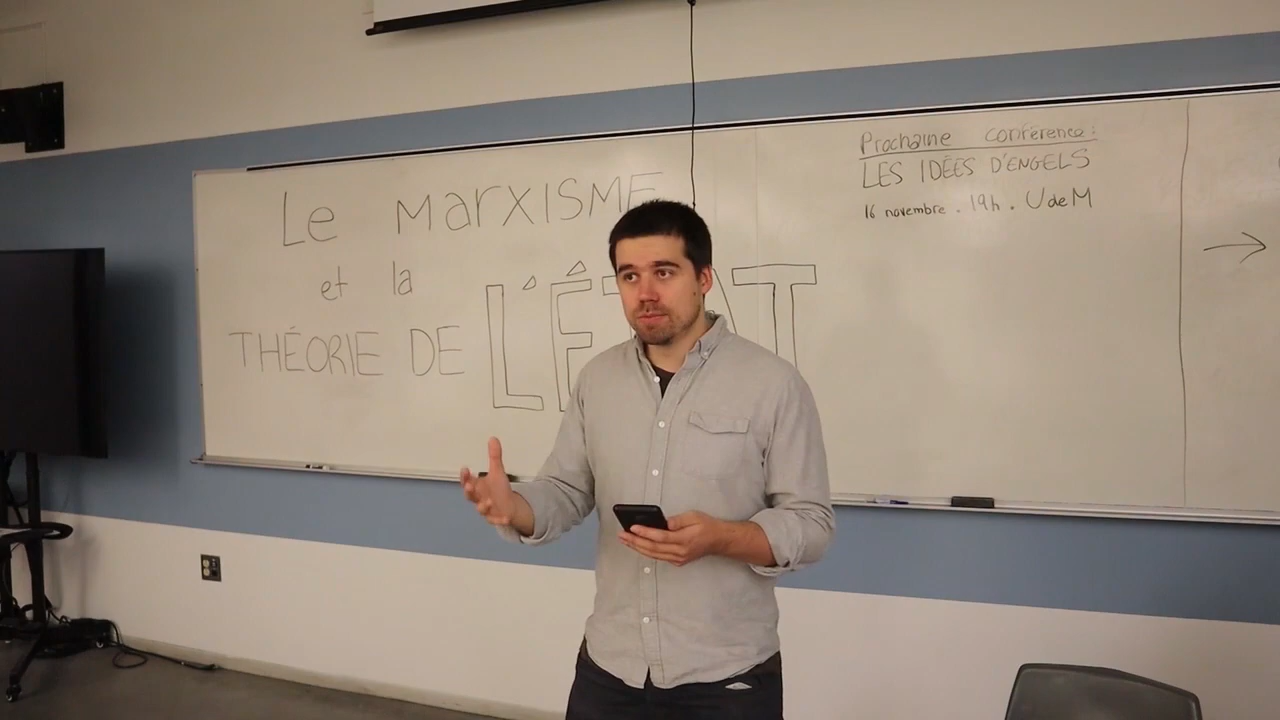 Le Marxisme
et la
THÉORIE DE L'ÉTAT
Prochaine conférence:
LES IDÉES D'ENGELS
16 novembre. 19h. UdeM